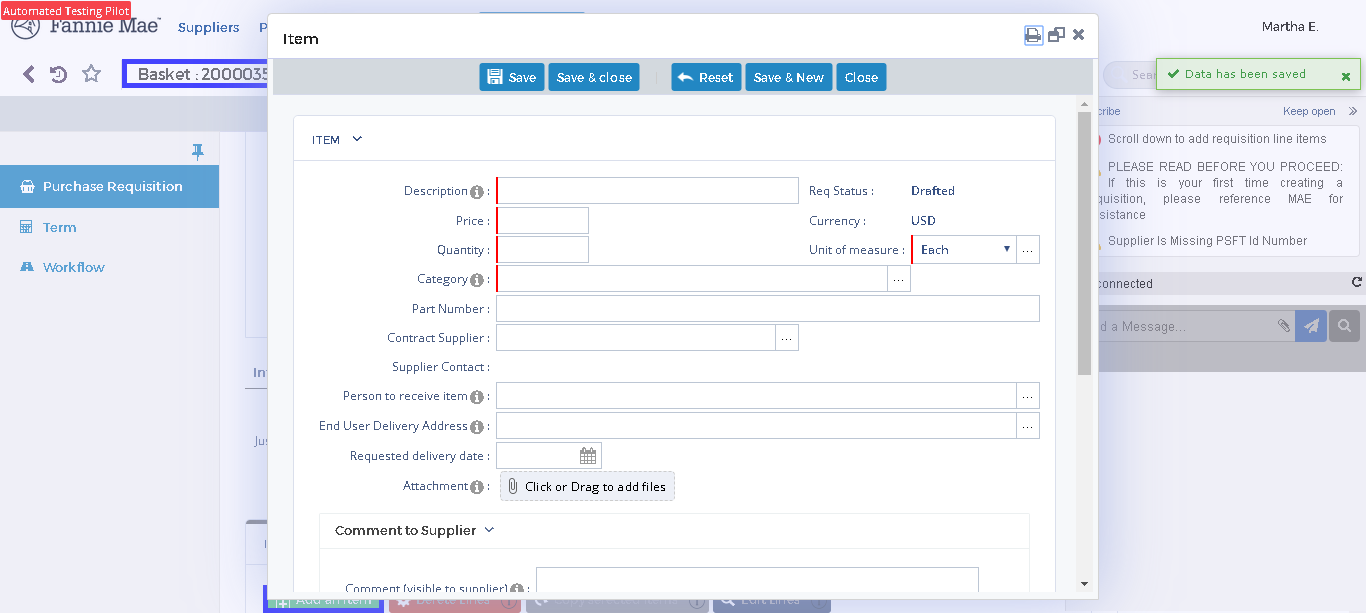 Automated Testing Pilot
Fannie Mae
Suppliers
P
Martha E.
Item
Basket : 2000035
Save
Save & close
Reset
Save & New
Close
Data has been saved
Keep open
ITEM
Scroll down to add requisition line items
PLEASE READ BEFORE YOU PROCEED:
If this is your first time creating a
quisition, please reference MAE for
sistance
Supplier Is Missing PSFT Id Number
onnected
d a Message...
Purchase Requisition
Term
Workflow
Description :
Req Status :
Drafted
Price :
Currency :
USD
Quantity :
Unit of measure :
Each
...
Category :
...
Part Number :
Contract Supplier :
...
Supplier Contact :
Person to receive item :
...
End User Delivery Address :
...
Requested delivery date :
Attachment :
Click or Drag to add files
Comment to Supplier
Comment (visible to supplier) :
Add an Item
Delete Lines
Copy selected items
Edit Lines